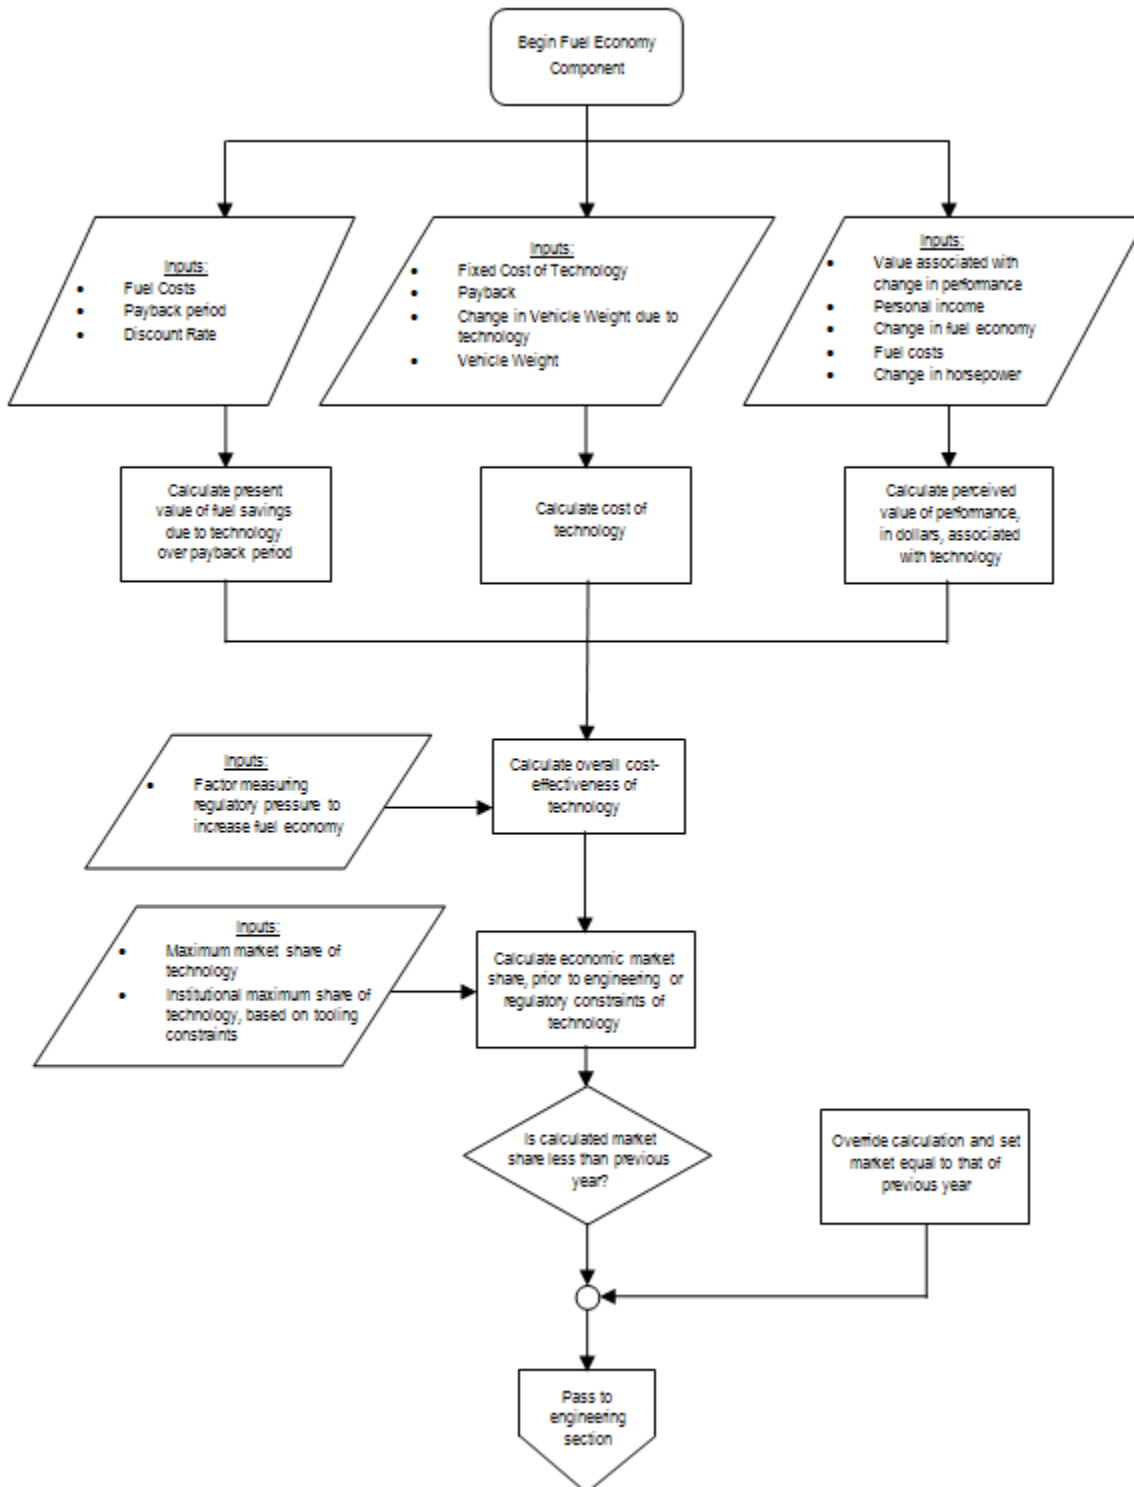 Begin Fuel Economy
Component
Inputs:
• Fuel Costs
• Payback period
• Discount Rate
Inputs:
• Fixed Cost of Technology
• Payback
• Change in Vehicle Weight due to
technology
• Vehicle Weight
Inputs:
• Value associated with
change in performance
• Personal income
• Change in fuel economy
• Fuel costs
• Change in horsepower
Calculate present
value of fuel savings
due to technology
over payback period
Calculate cost of
technology
Calculate perceived
value of performance,
in dollars, associated
with technology
Inputs:
• Factor measuring
regulatory pressure to
increase fuel economy
Calculate overall cost-
effectiveness of
technology
Inputs:
• Maximum market share of
technology
• Institutional maximum share of
technology, based on tooling
constraints
Calculate economic market
share, prior to engineering or
regulatory constraints of
technology
Is calculated market
share less than previous
year?
Override calculation and set
market equal to that of
previous year
Pass to
engineering
section